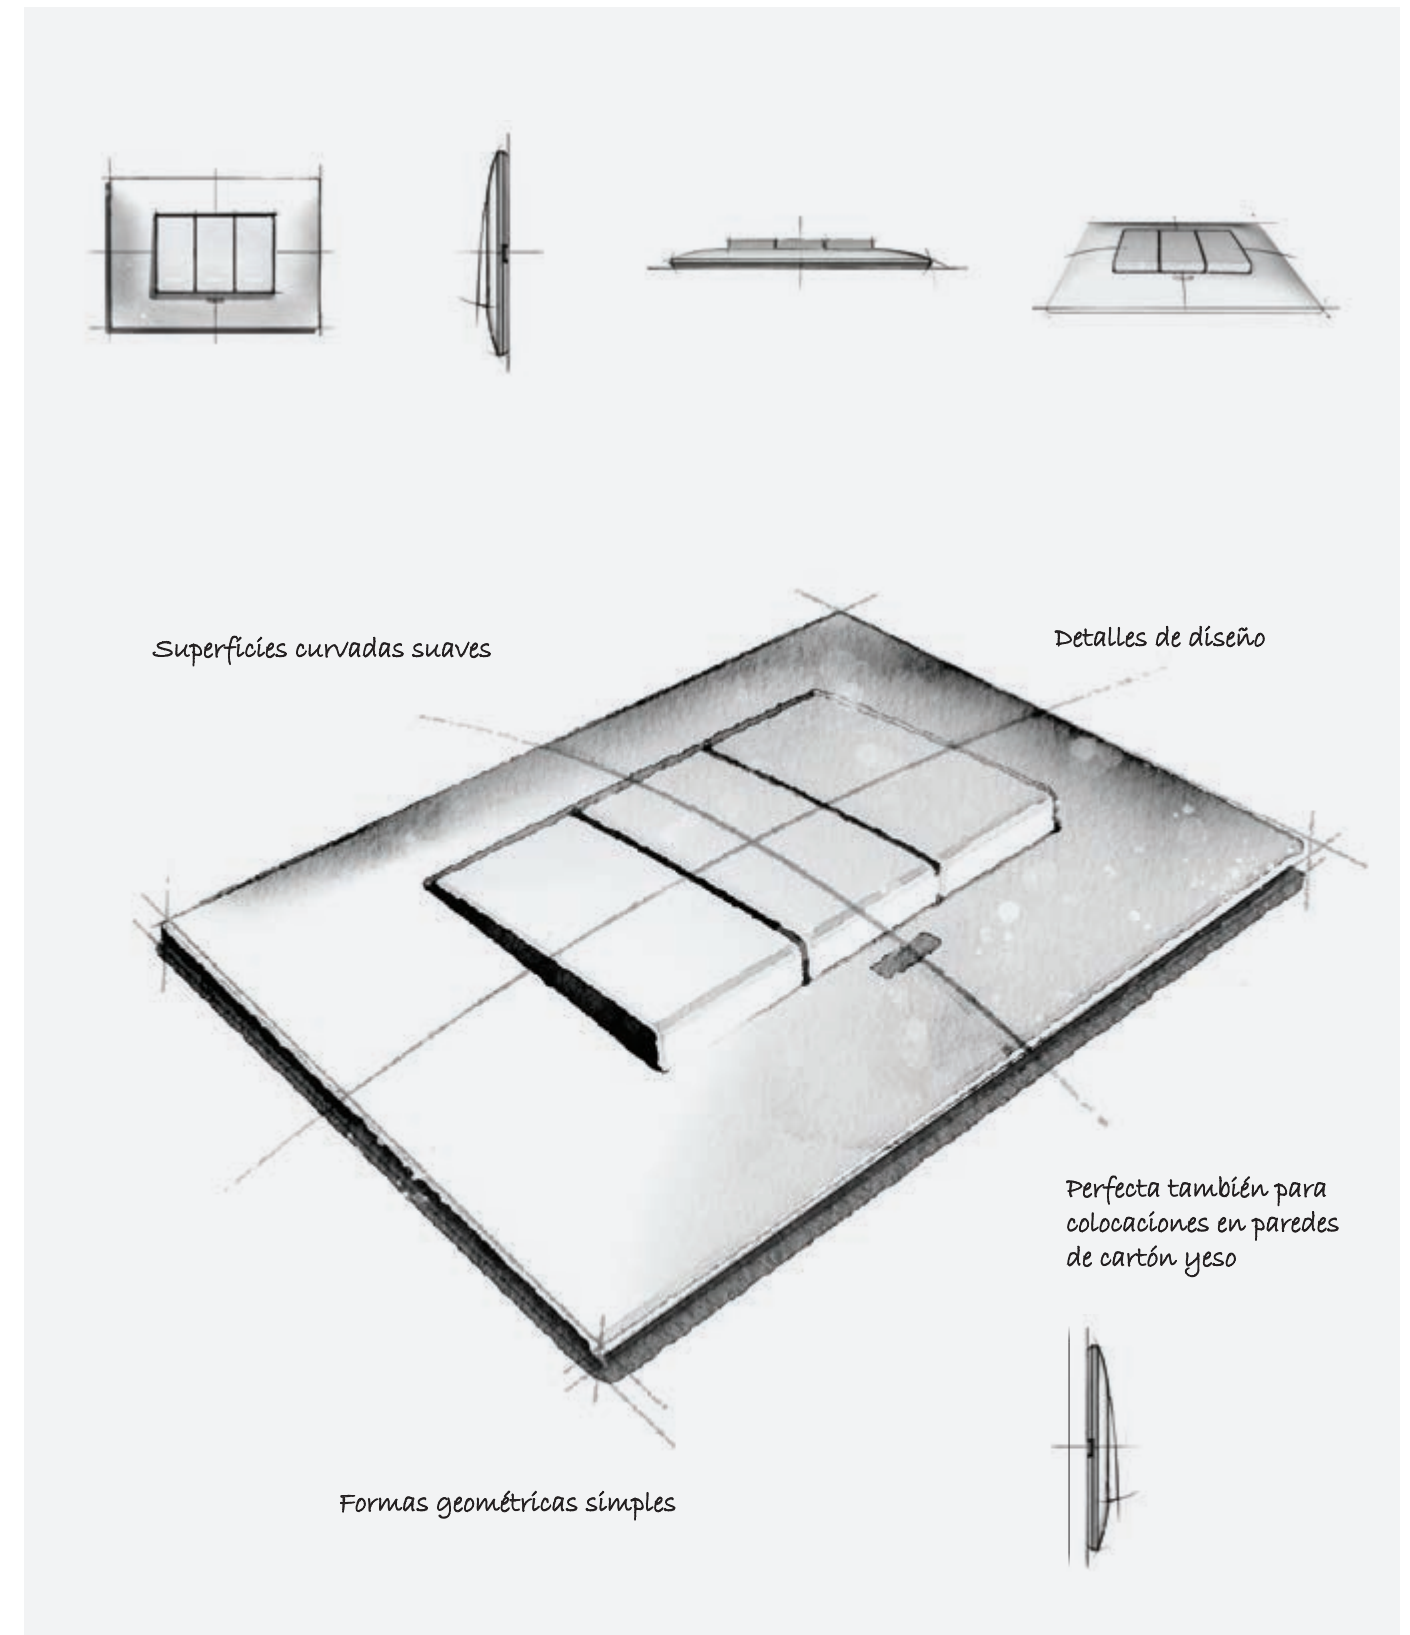 Superficies curvadas suaves
Detalles de diseño
Perfecta también para
colocaciones en paredes
de cartón yeso
Formas geométricas simples